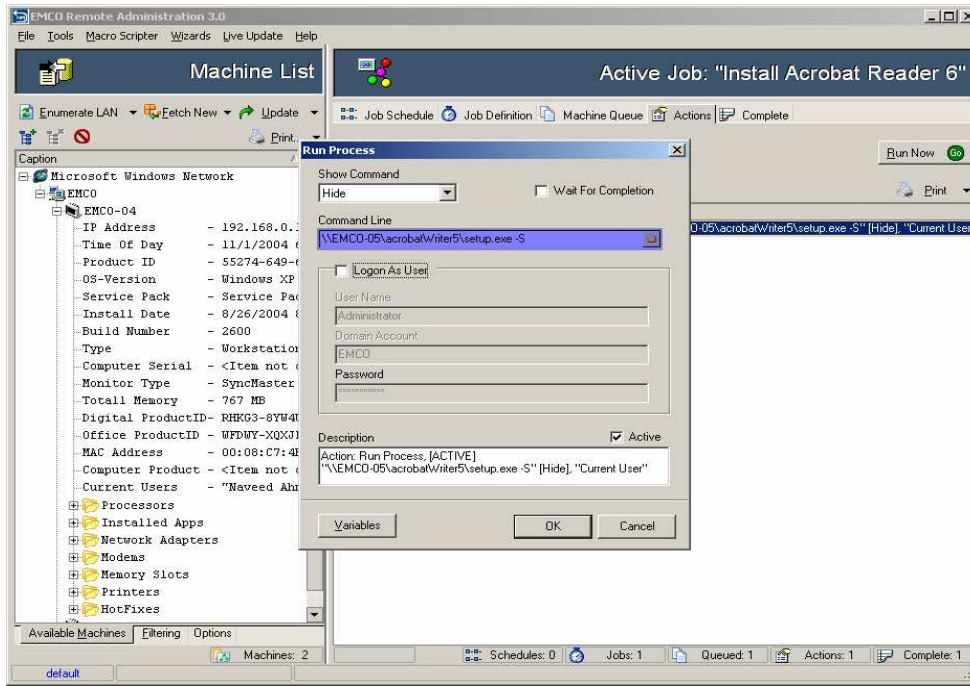 EMCO Remote Administration 3.0
File Tools Macro Scripter Wizards Live Update Help
Machine List
Active Job: "Install Acrobat Reader 6"
Enumerate LAN Fetch New Update
Print...
Job Schedule Job Definition Machine Queue Actions Complete
Run Now Go
Print
Caption
Microsoft Windows Network
EMCO
EMCO-04
IP Address - 192.168.0.
Time Of Day - 11/1/2004
Product ID - 55274-649-
OS-Version - Windows XP
Service Pack - Service Pa
Install Date - 8/26/2004
Build Number - 2600
Type - Workstation
Computer Serial - <Item not
Monitor Type - SyncMaster
Totall Memory - 767 MB
Digital ProductID- RHKG3-8YW4
Office ProductID - WFDWY-XQXJ
MAC Address - 00:08:C7:4
Computer Product - <Item not
Current Users - "Naveed Ahm
Processors
Installed Apps
Network Adapters
Modems
Memory Slots
Printers
HotFixes
Available Machines Filtering Options
Machines: 2
default
Run Process
Show Command
Hide
Wait For Completion
Command Line
\\EMCO-05\acrobatWriter5\setup.exe -S
Logon As User
User Name
Administrator
Domain Account
EMCO
Password
Description
Active
Action: Run Process, [ACTIVE]
"\\EMCO-05\acrobatWriter5\setup.exe -S" [Hide], "Current User"
Variables OK Cancel
O-05\acrobatWriter5\setup.exe -S" [Hide], "Current User
Schedules: 0 Jobs: 1 Queued: 1 Actions: 1 Complete: 1